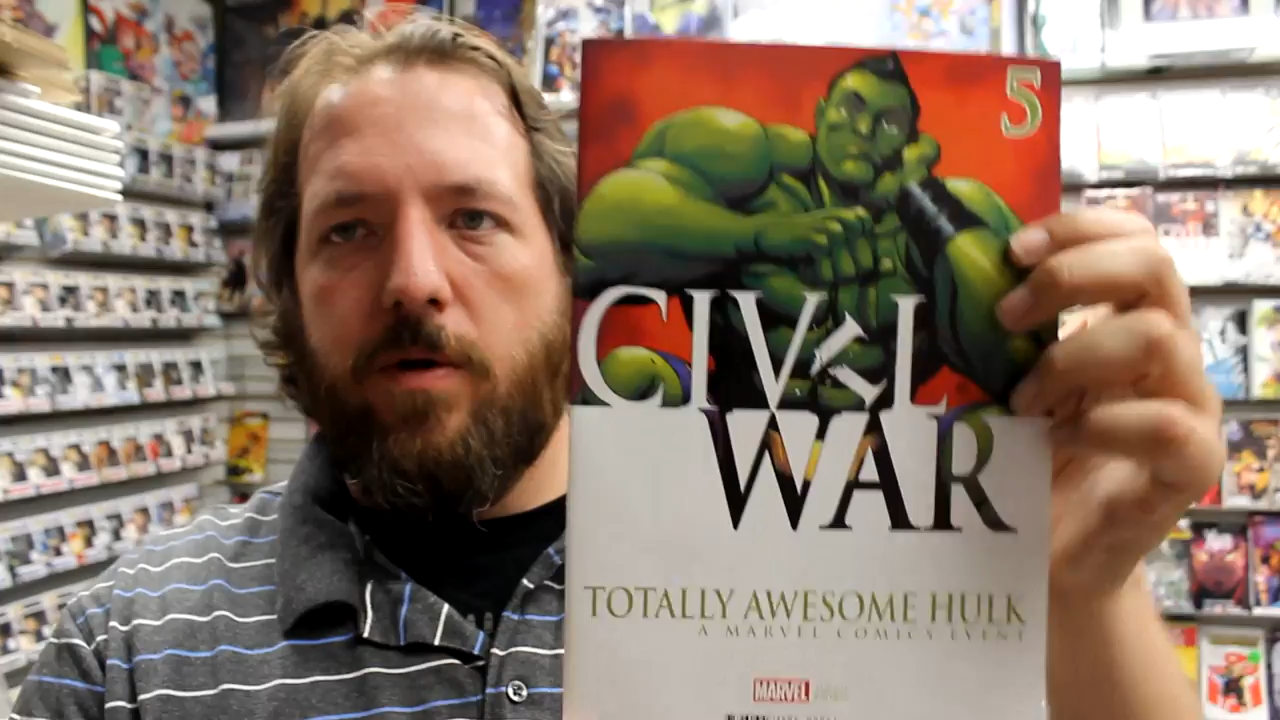 5
CIVIL
WAR
TOTALLY AWESOME HULK
A MARVEL COMICS EVENT
MARVEL